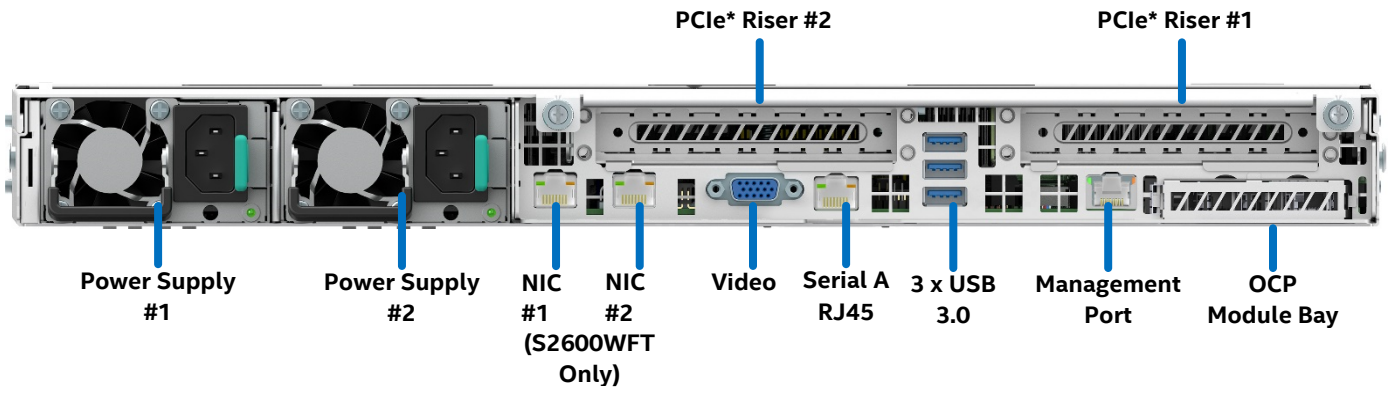 PCIe* Riser #2
PCIe* Riser #1
Power Supply
#1
Power Supply
#2
NIC
#1
NIC
#2
(S2600WFT
Only)
Video
Serial A
RJ45
3 x USB
3.0
Management
Port
OCP
Module Bay